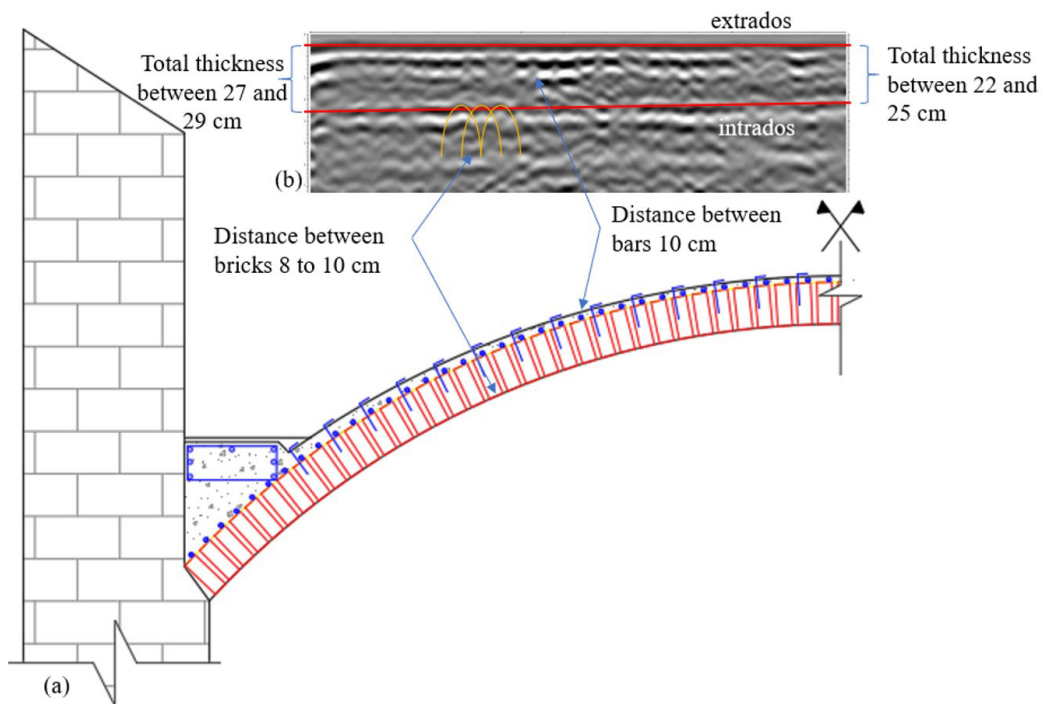 extrados
Total thickness
between 27 and
29 cm
Total thickness
between 22 and
25 cm
intrados
(b)
Distance between
bricks 8 to 10 cm
Distance between
bars 10 cm
(a)